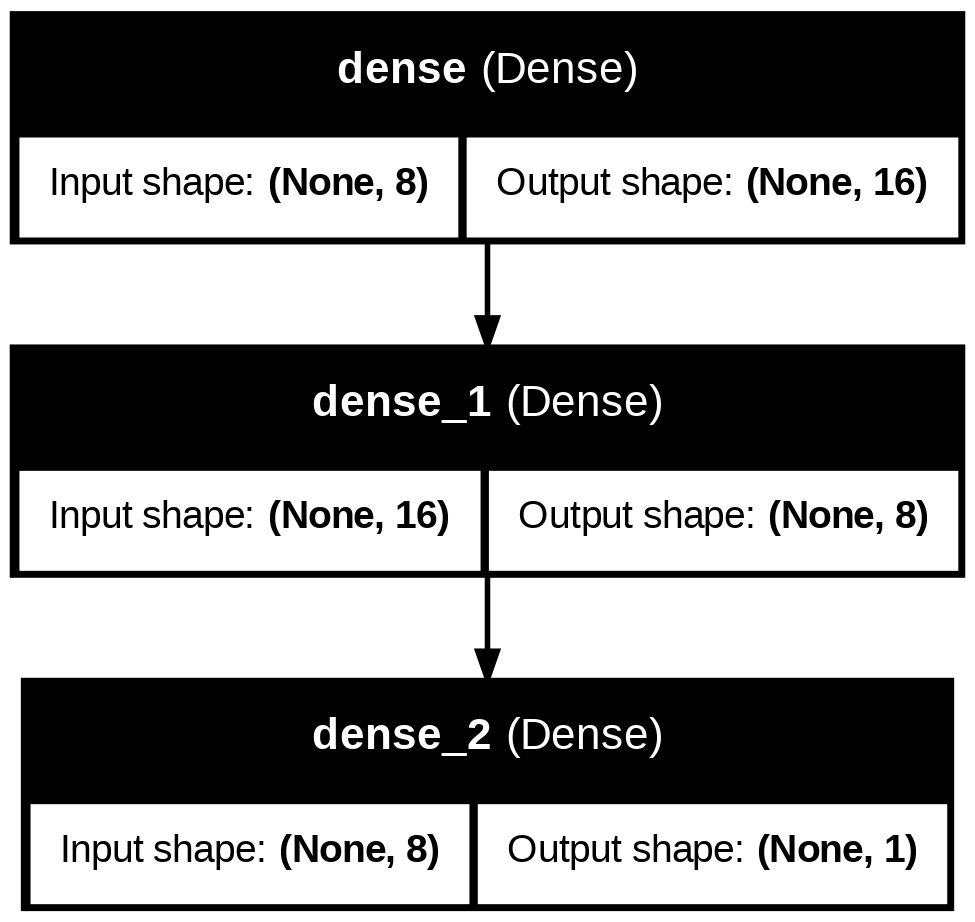 dense (Dense)
Input shape: (None, 8) Output shape: (None, 16)
dense_1 (Dense)
Input shape: (None, 16) Output shape: (None, 8)
dense_2 (Dense)
Input shape: (None, 8) Output shape: (None, 1)